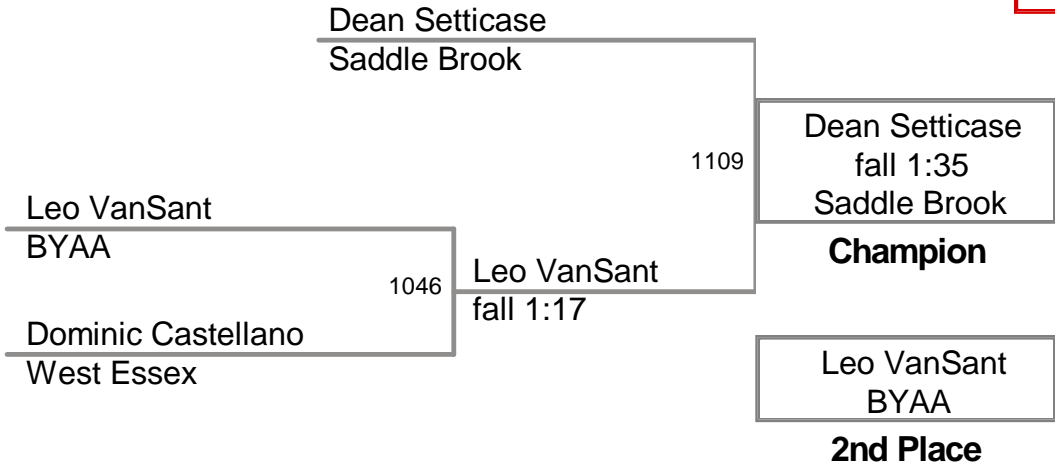 Dean Setticase
Saddle Brook
1109
Dean Setticase
fall 1:35
Saddle Brook
Champion
Leo VanSant
BYAA
1046
Leo VanSant
fall 1:17
Dominic Castellano
West Essex
Leo VanSant
BYAA
2nd Place